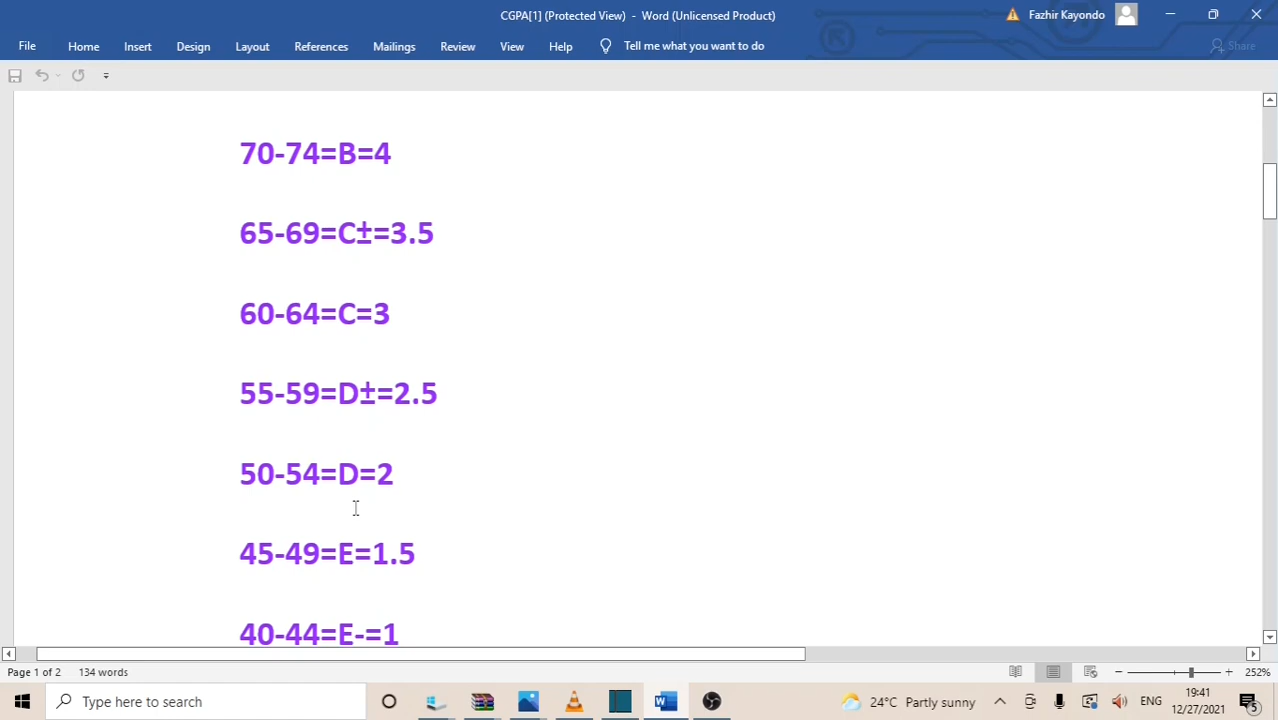 CGPA[1] (Protected View) - Word (Unlicensed Product)
Fazhir Kayondo
File Home Insert Design Layout References Mailings Review View Help Tell me what you want to do Share
70-74=B=4
65-69=C±=3.5
60-64=C=3
55-59=D±=2.5
50-54=D=2
45-49=E=1.5
40-44=E-=1
Page 1 of 2 134 words 252%
Type here to search 24°C Partly sunny ENG 19:41
12/27/2021 5